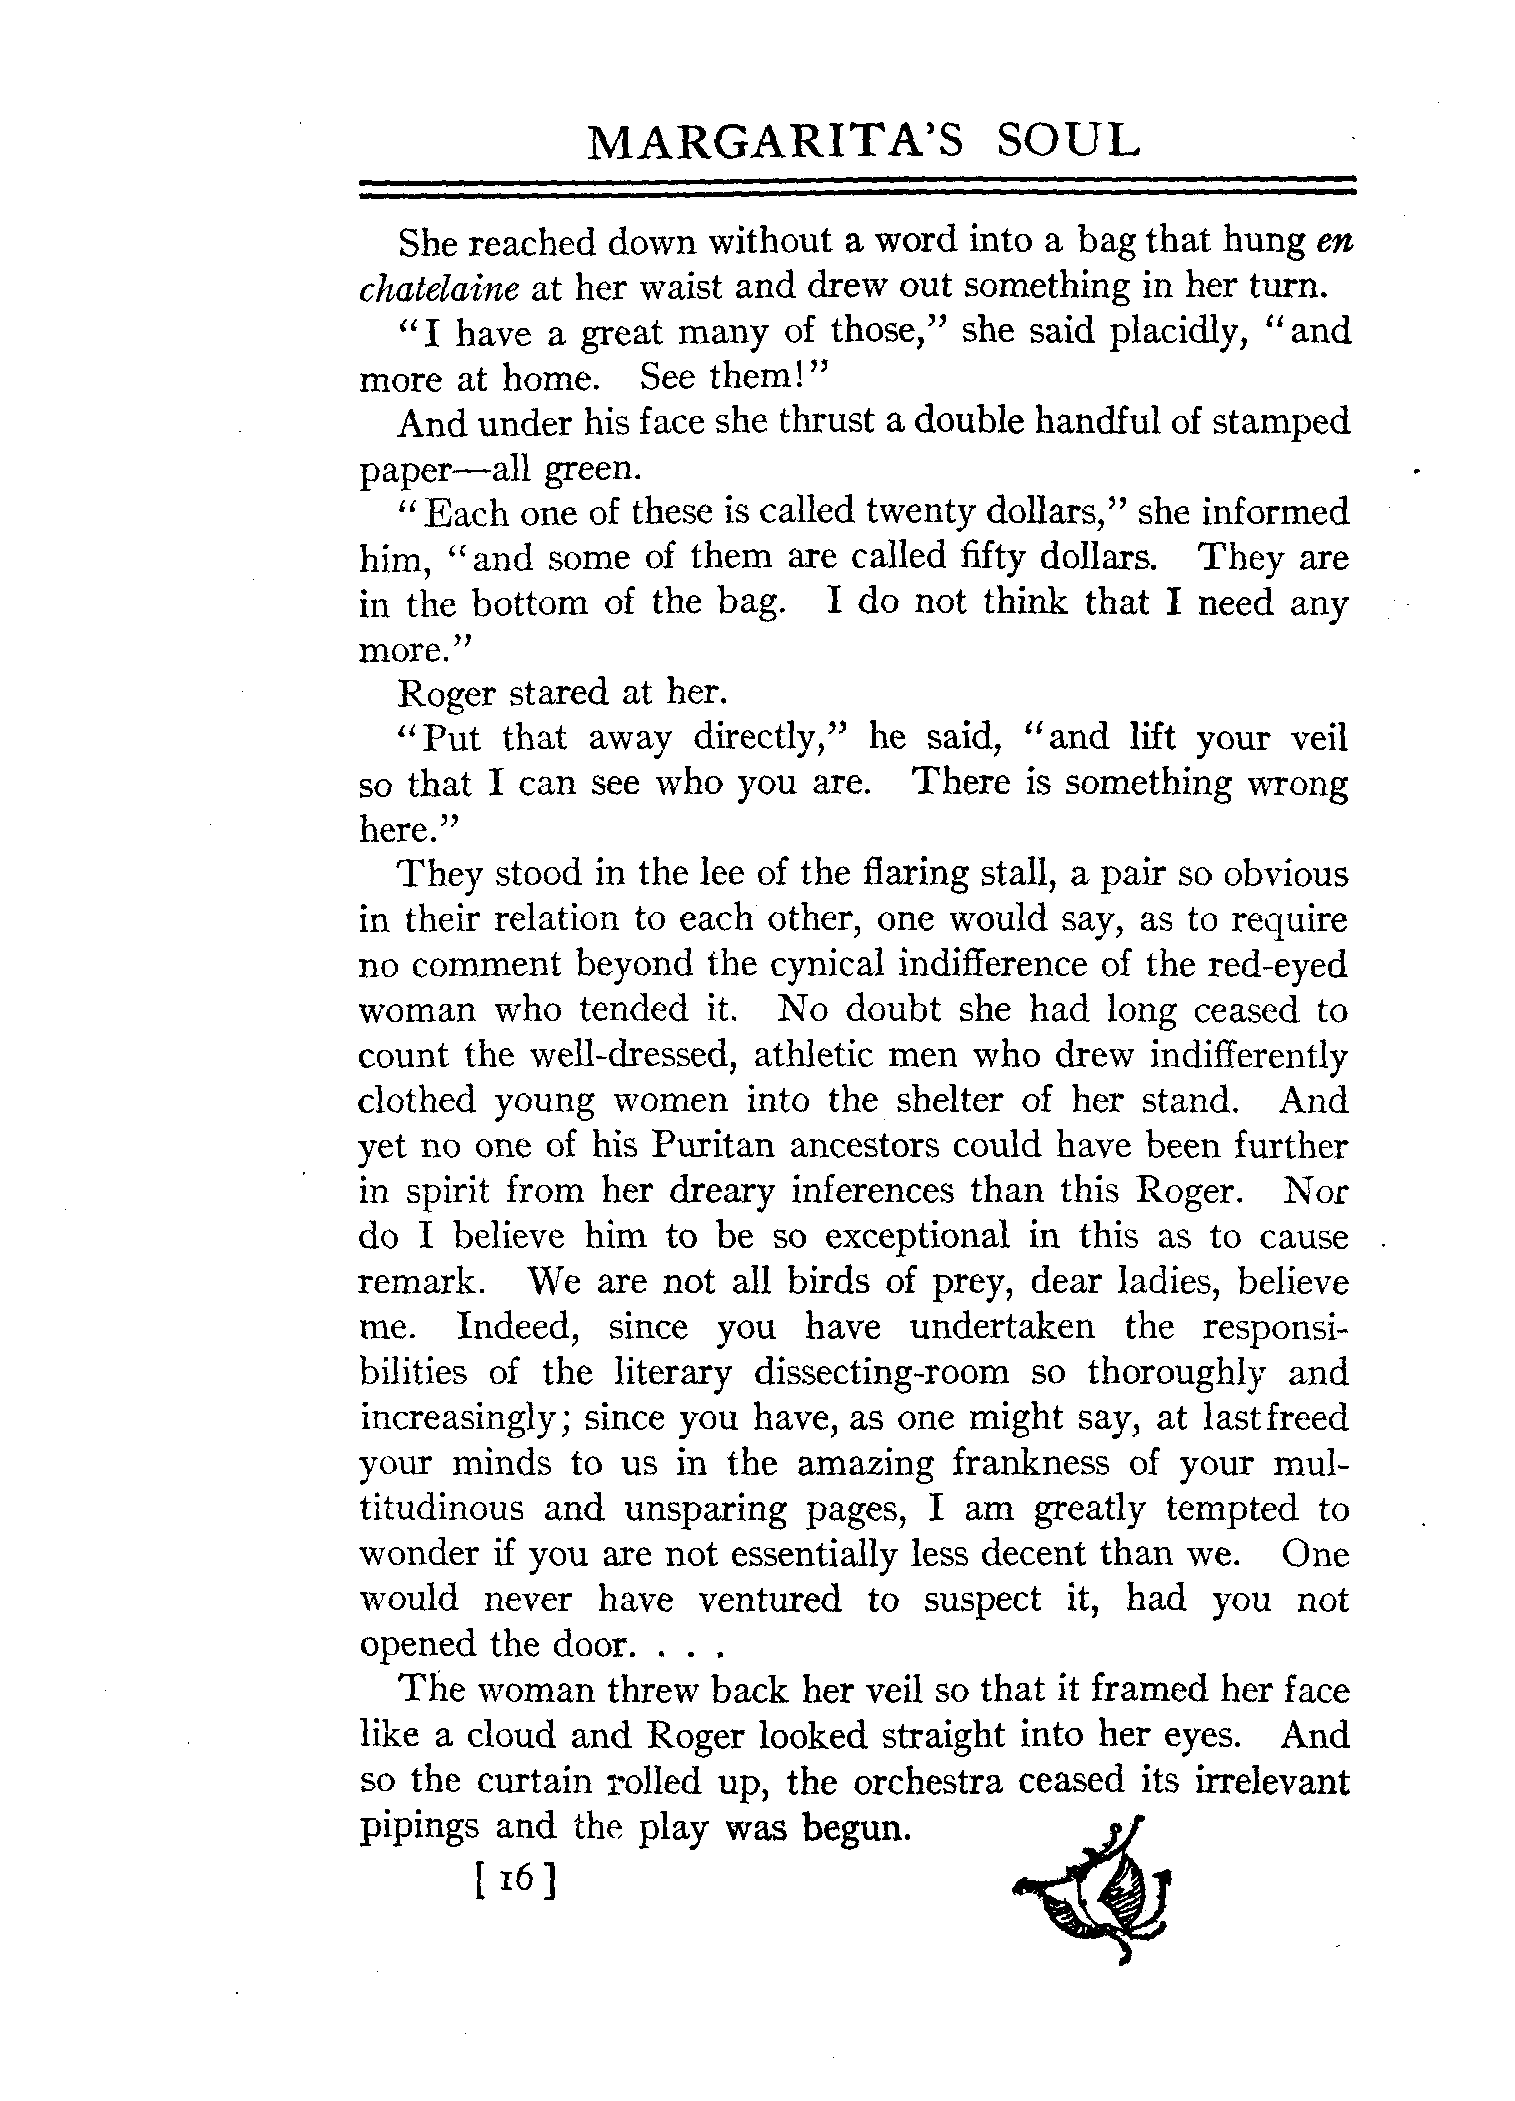 MARGARITA'S SOUL
She reached down without a word into a bag that hung en
chatelaine at her waist and drew out something in her turn.
"I have a great many of those," she said placidly, "and
more at home. See them!"
And under his face she thrust a double handful of stamped
paper—all green.
"Each one of these is called twenty dollars," she informed
him, "and some of them are called fifty dollars. They are
in the bottom of the bag. I do not think that I need any
more."
Roger stared at her.
"Put that away directly," he said, "and lift your veil
so that I can see who you are. There is something wrong
here."
They stood in the lee of the flaring stall, a pair so obvious
in their relation to each other, one would say, as to require
no comment beyond the cynical indifference of the red-eyed
woman who tended it. No doubt she had long ceased to
count the well-dressed, athletic men who drew indifferently
clothed young women into the shelter of her stand. And
yet no one of his Puritan ancestors could have been further
in spirit from her dreary inferences than this Roger. Nor
do I believe him to be so exceptional in this as to cause
remark. We are not all birds of prey, dear ladies, believe
me. Indeed, since you have undertaken the responsi-
bilities of the literary dissecting-room so thoroughly and
increasingly; since you have, as one might say, at last freed
your minds to us in the amazing frankness of your mul-
titudinous and unsparing pages, I am greatly tempted to
wonder if you are not essentially less decent than we. One
would never have ventured to suspect it, had you not
opened the door. . . .
The woman threw back her veil so that it framed her face
like a cloud and Roger looked straight into her eyes. And
so the curtain rolled up, the orchestra ceased its irrelevant
pipings and the play was begun.
[ 16 ]